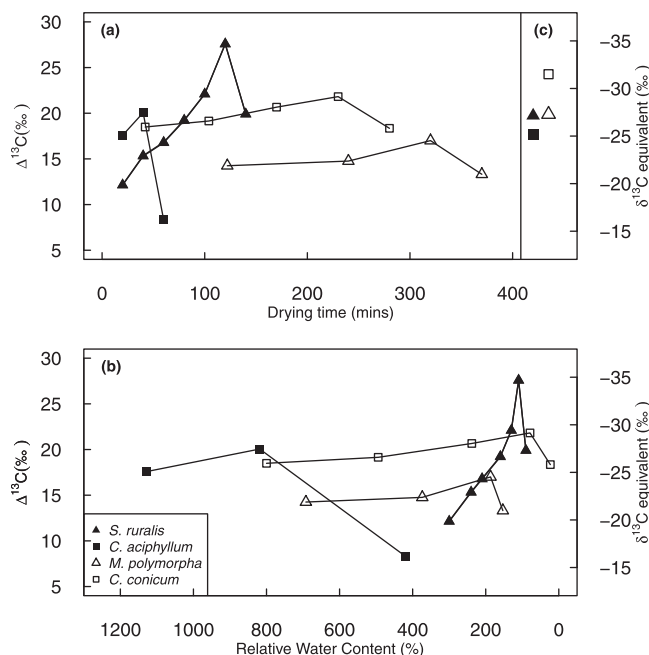 (a)
(c)
30
25
20
15
10
5
Δ¹³C(‰)
−35
−30
−25
−20
−15
δ¹³C equivalent (‰)
0 100 200 300 400
Drying time (mins)
(b)
30
25
20
15
10
5
Δ¹³C(‰)
−35
−30
−25
−20
−15
δ¹³C equivalent (‰)
S. ruralis
C. aciphyllum
M. polymorpha
C. conicum
1200 1000 800 600 400 200 0
Relative Water Content (%)